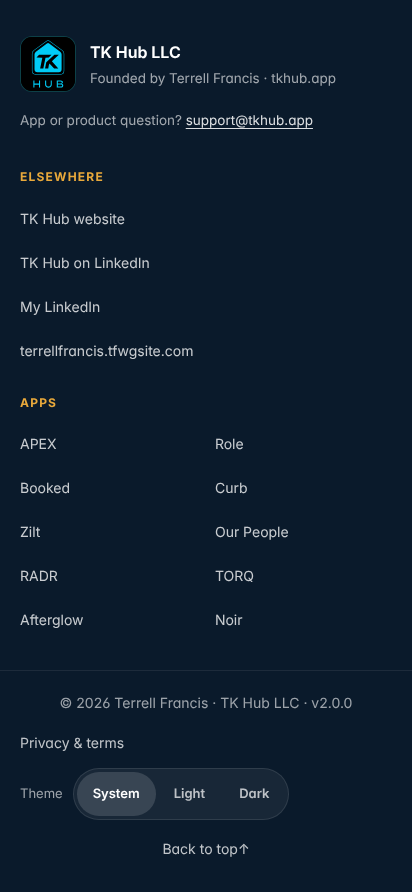 TK
HUB
TK Hub LLC
Founded by Terrell Francis · tkhub.app
App or product question? support@tkhub.app
ELSEWHERE
TK Hub website
TK Hub on LinkedIn
My LinkedIn
terrellfrancis.tfwgsite.com
APPS
APEX Role
Booked Curb
Zilt Our People
RADR TORQ
Afterglow Noir
© 2026 Terrell Francis · TK Hub LLC · v2.0.0
Privacy & terms
Theme System Light Dark
Back to top↑